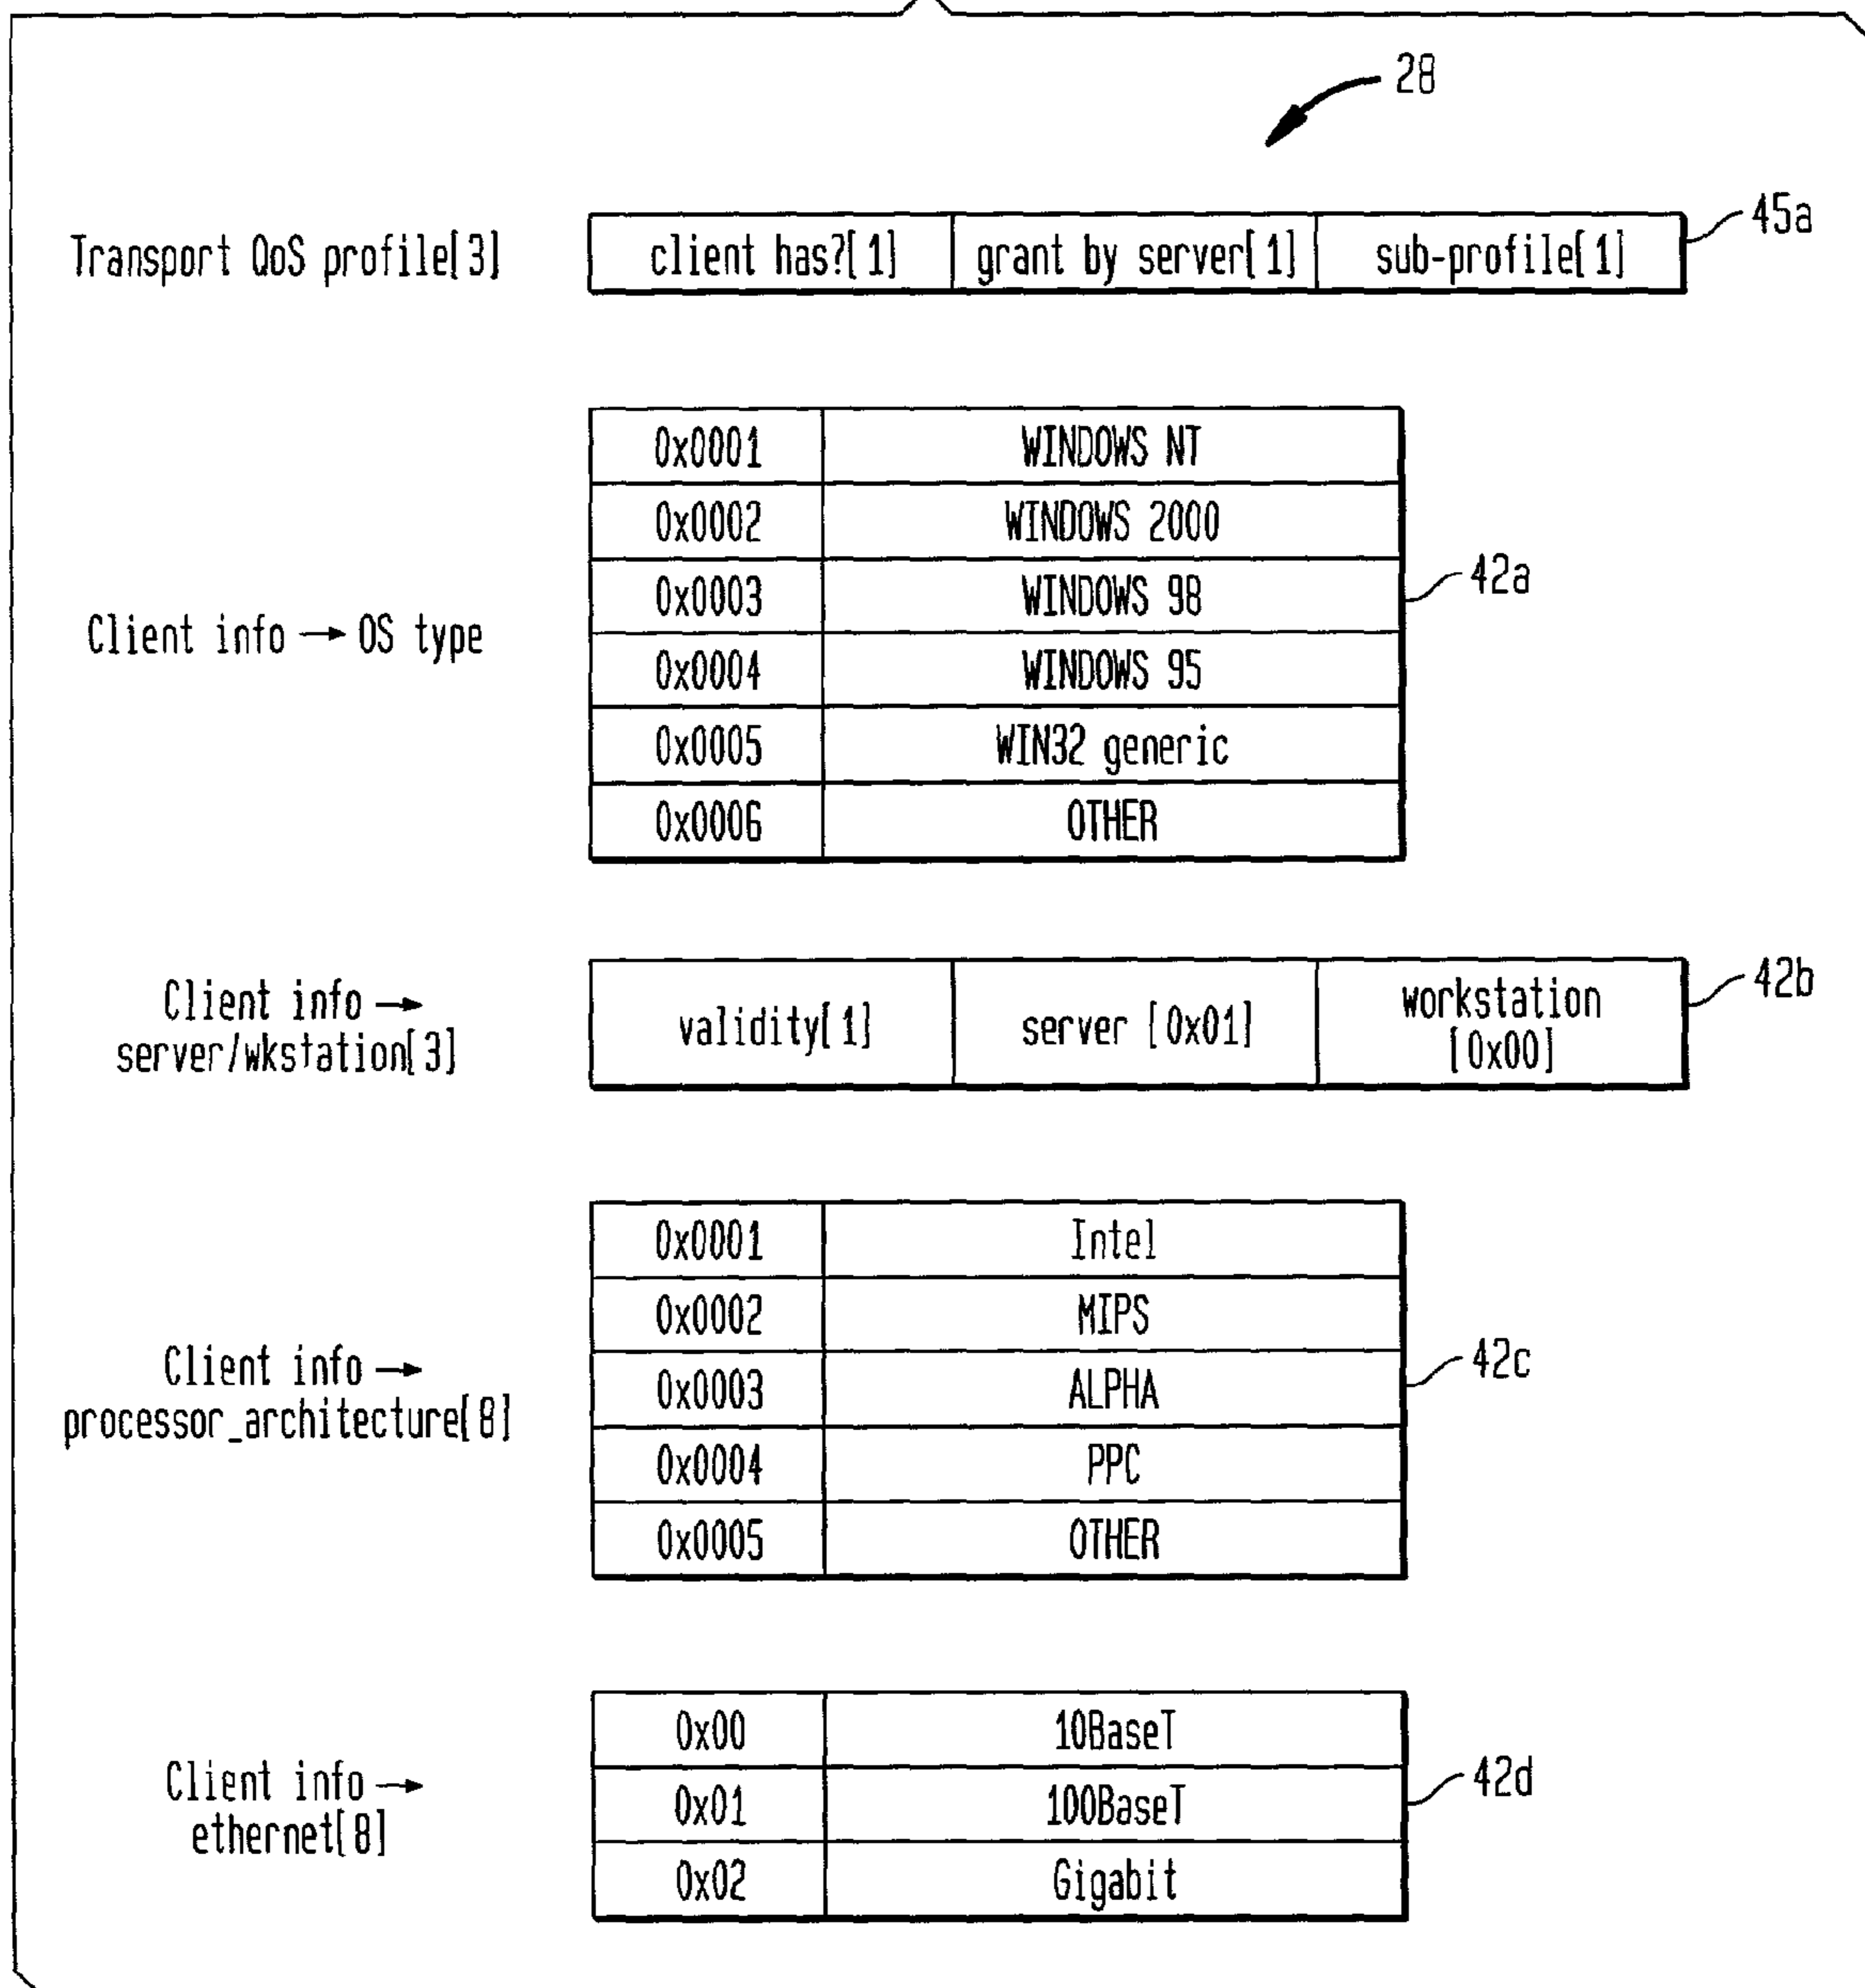 28
Transport QoS profile[3] client has?[1] grant by server[1] sub-profile[1] 45a
0x0001 WINDOWS NT
0x0002 WINDOWS 2000
0x0003 WINDOWS 98
42a
Client info → OS type
0x0004 WINDOWS 95
0x0005 WIN32 generic
0x0006 OTHER
Client info →
server/wkstation[3]
validity[1] server [0x01] workstation
[0x00]
42b
0x0001 Intel
0x0002 MIPS
Client info →
processor_architecture[8]
0x0003 ALPHA
42c
0x0004 PPC
0x0005 OTHER
0x00 10BaseT
Client info →
ethernet[8]
0x01 100BaseT
42d
0x02 Gigabit